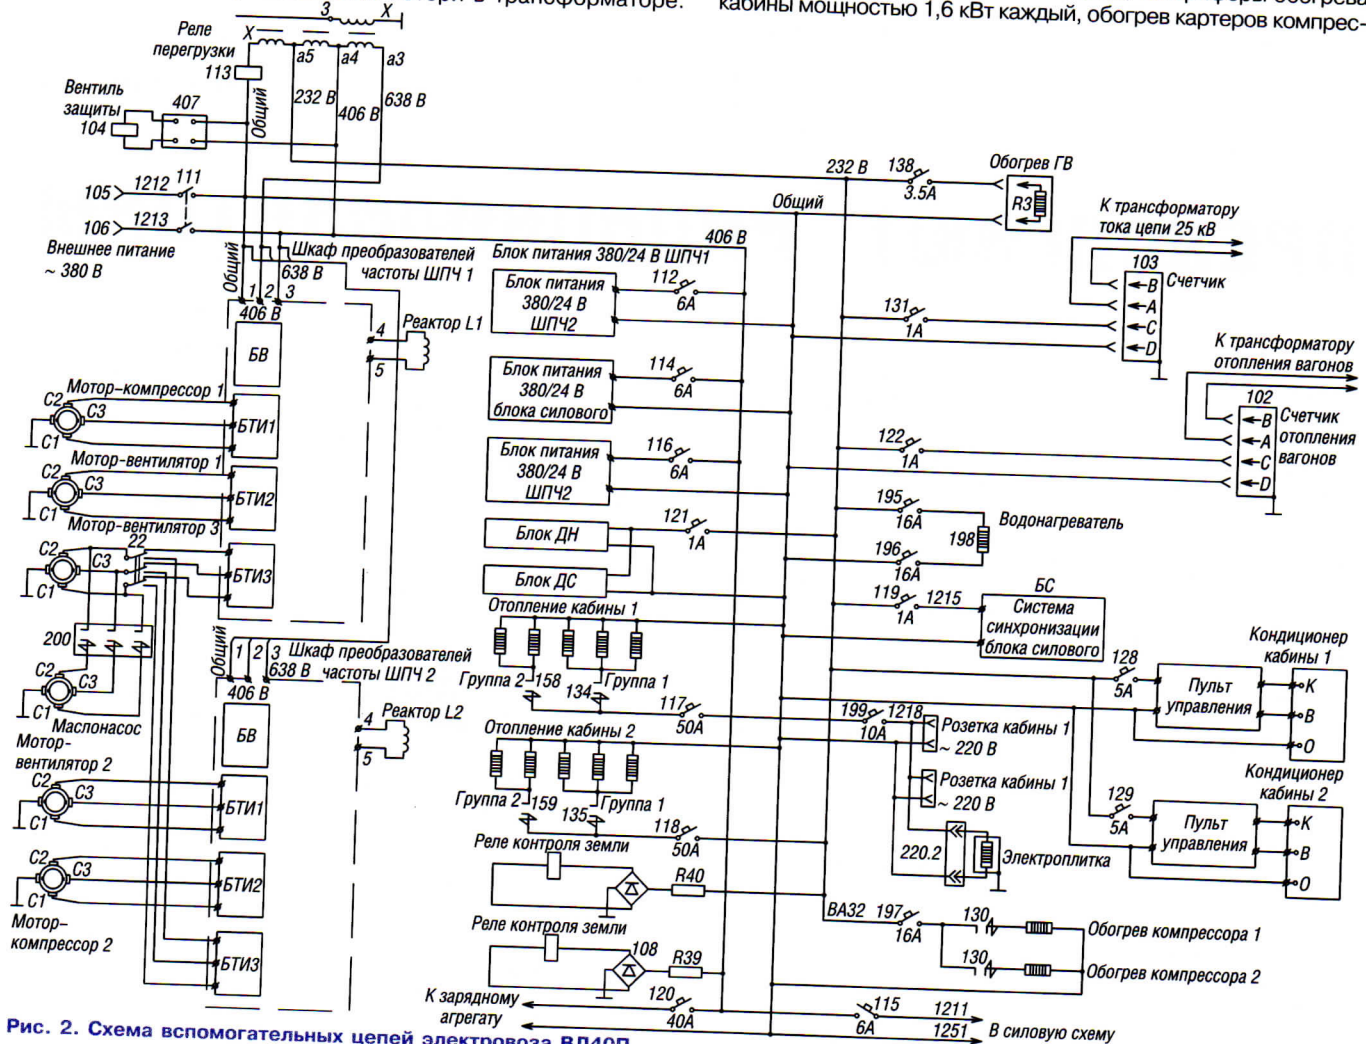 в трансформаторе.
обогрева
кабины мощностью 1,6 кВт каждый, обогрев картеров компрес-
З
X
Реле
перегрузки
113
X
а5
а4
а3
232 В
406 В
638 В
Общий
Вентиль
защиты
104
407
105
1212
111
106
1213
Внешнее питание
~ 380 В
232 В
138
3.5А
Обогрев ГВ
R3
Общий
406 В
К трансформатору
тока цепи 25 кВ
103
Счетчик
В
А
С
D
131
1А
Общий
638 В
Шкаф преобразователей
частоты ШПЧ 1
1
2
3
406 В
БВ
4
5
Реактор L1
Блок питания 380/24 В ШПЧ1
Блок питания
380/24 В
ШПЧ2
112
6А
Блок питания
380/24 В
блока силового
114
6А
Блок питания
380/24 В
ШПЧ2
116
6А
К трансформатору
отопления вагонов
102
Счетчик
отопления
вагонов
В
А
С
D
122
1А
Мотор–компрессор 1
С2
С3
С1
БТИ1
Мотор-вентилятор 1
С2
С3
С1
БТИ2
Мотор-вентилятор 3
С2
С3
С1
22
БТИ3
200
С2
С3
С1
Маслонасос
Блок ДН
Блок ДС
121
1А
195
16А
196
16А
198
Водонагреватель
119
1А
1215
БС
Система
синхронизации
блока силового
Отопление кабины 1
Группа 2
158
134
Группа 1
117
50А
Отопление кабины 2
Группа 2
159
135
Группа 1
118
50А
199
10А
1218
Розетка кабины 1
~ 220 В
Розетка кабины 1
~ 220 В
220.2
Электроплитка
128
5А
Пульт
управления
Кондиционер
кабины 1
К
В
О
129
5А
Пульт
управления
Кондиционер
кабины 2
К
В
О
Общий
1
2
3
638 В
Шкаф преобразователей
частоты ШПЧ 2
406 В
БВ
4
5
Реактор L2
Мотор-
вентилятор 2
С2
С3
С1
БТИ1
С2
С3
С1
БТИ2
Мотор–
компрессор 2
БТИ3
Реле контроля земли
R40
Реле контроля земли
108
R39
ВА32
197
16А
130
Обогрев компрессора 1
130
Обогрев компрессора 2
К зарядному
агрегату
120
40А
115
6А
1211
1251
В силовую схему
Рис. 2. Схема вспомогательных цепей электровоза ВЛ40П